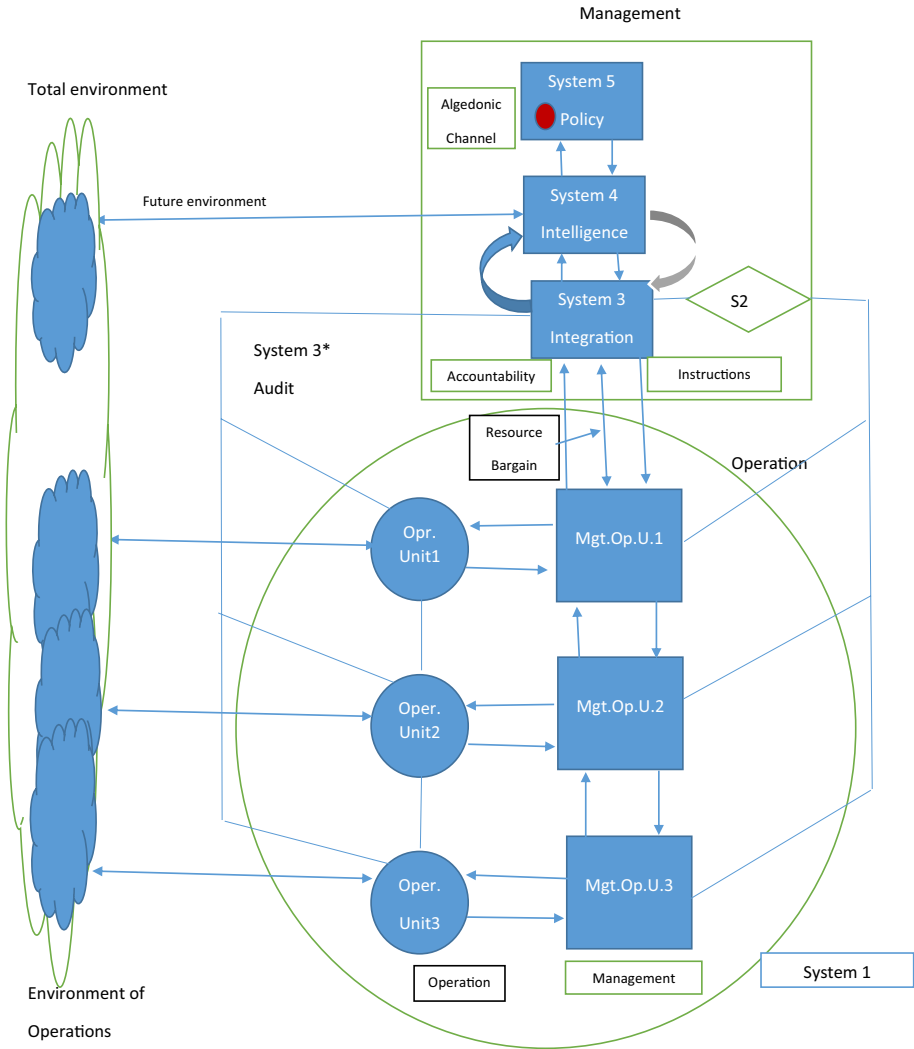 Management
Total environment
System 5
Policy
Algedonic
Channel
Future environment
System 4
Intelligence
System 3
Integration
S2
System 3*
Audit
Accountability
Instructions
Resource
Bargain
Operation
Opr.
Unit1
Mgt.Op.U.1
Oper.
Unit2
Mgt.Op.U.2
Oper.
Unit3
Mgt.Op.U.3
Operation
Management
System 1
Environment of
Operations